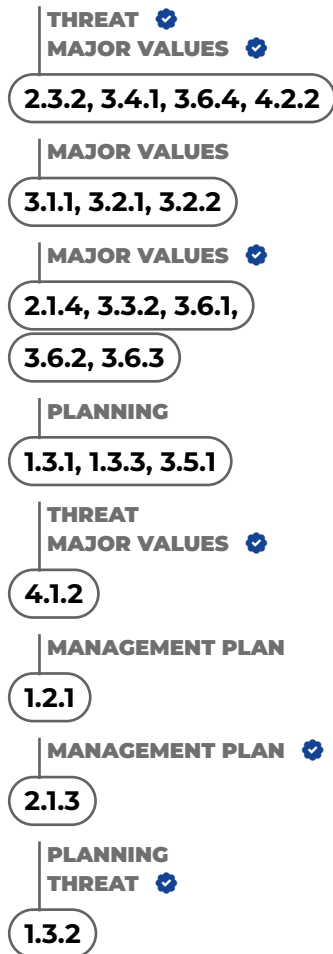 THREAT
MAJOR VALUES
2.3.2, 3.4.1, 3.6.4, 4.2.2
MAJOR VALUES
3.1.1, 3.2.1, 3.2.2
MAJOR VALUES
2.1.4, 3.3.2, 3.6.1,
3.6.2, 3.6.3
PLANNING
1.3.1, 1.3.3, 3.5.1
THREAT
MAJOR VALUES
4.1.2
MANAGEMENT PLAN
1.2.1
MANAGEMENT PLAN
2.1.3
PLANNING
THREAT
1.3.2